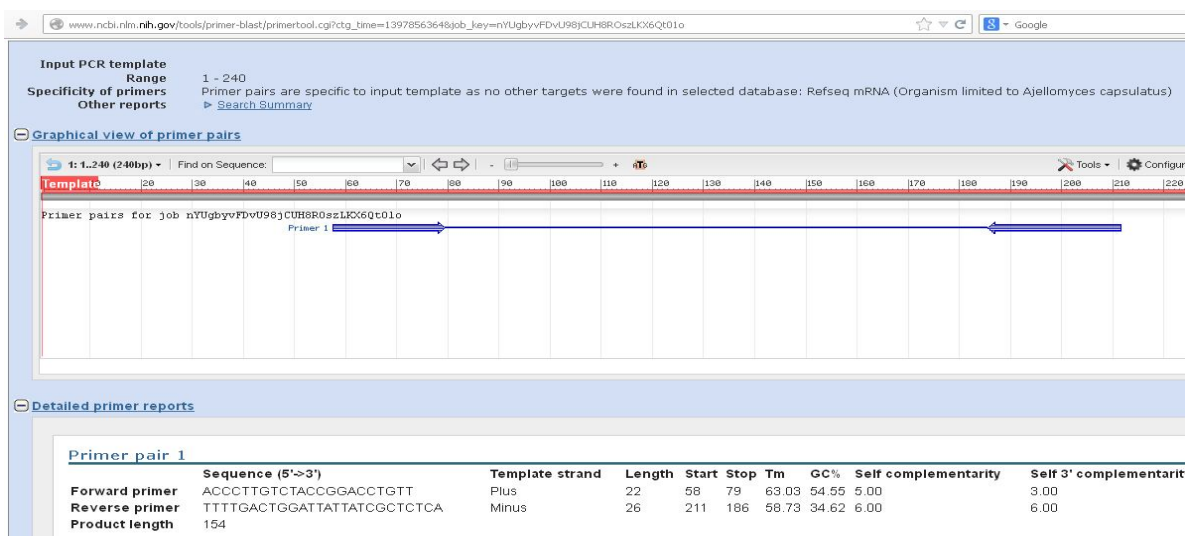 www.ncbi.nlm.nih.gov/tools/primer-blast/primertool.cgi?ctg_time=1397856364&job_key=nYUgbyvFDvU98jCUH8ROszLKX6Qt01o
Google
Input PCR template
Range 1 - 240
Specificity of primers Primer pairs are specific to input template as no other targets were found in selected database: Refseq mRNA (Organism limited to Ajellomyces capsulatus)
Other reports Search Summary
Graphical view of primer pairs
1: 1..240 (240bp) Find on Sequence: - + Tools Configur
Template 20 30 40 50 60 70 80 90 100 110 120 130 140 150 160 170 180 190 200 210 220
Primer pairs for job nYUgbyvFDvU98jCUH8ROszLKX6Qt01o
Primer 1
Detailed primer reports
Primer pair 1
Sequence (5'->3') Template strand Length Start Stop Tm GC% Self complementarity Self 3' complementarit
Forward primer ACCCTTGTCTACCGGACCTGTT Plus 22 58 79 63.03 54.55 5.00 3.00
Reverse primer TTTTGACTGGATTATTATCGCTCTCA Minus 26 211 186 58.73 34.62 6.00 6.00
Product length 154